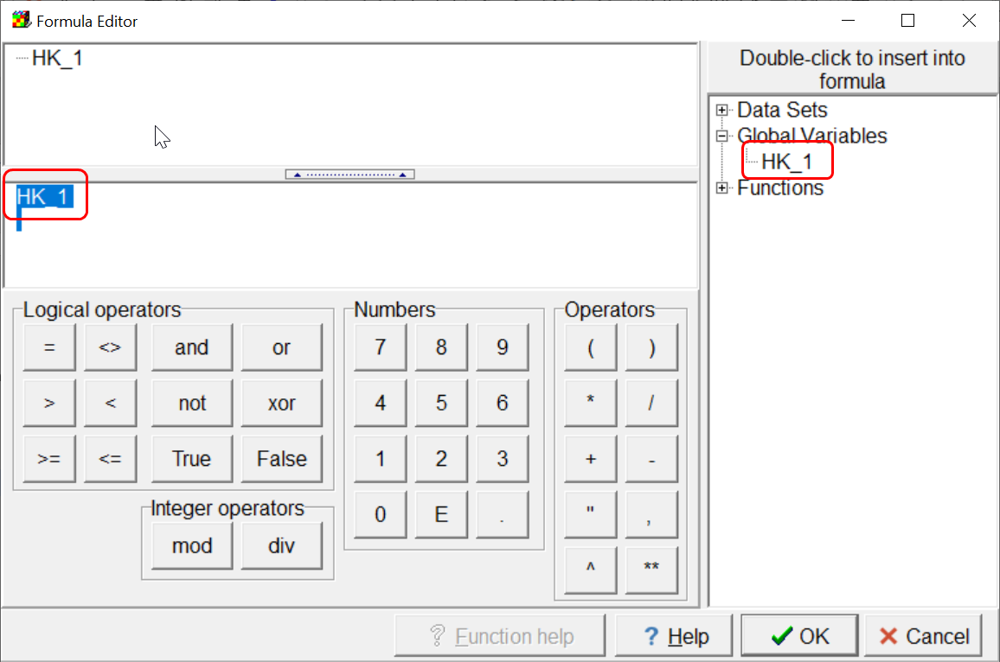 Formula Editor
HK_1
Double-click to insert into
formula
Data Sets
Global Variables
HK_1
Functions
HK_1
Logical operators
= <> and or
> < not xor
>= <= True False
Integer operators
mod div
Numbers
7 8 9
4 5 6
1 2 3
0 E .
Operators
( )
* /
+ -
" ,
^ **
? Function help
? Help
OK
Cancel